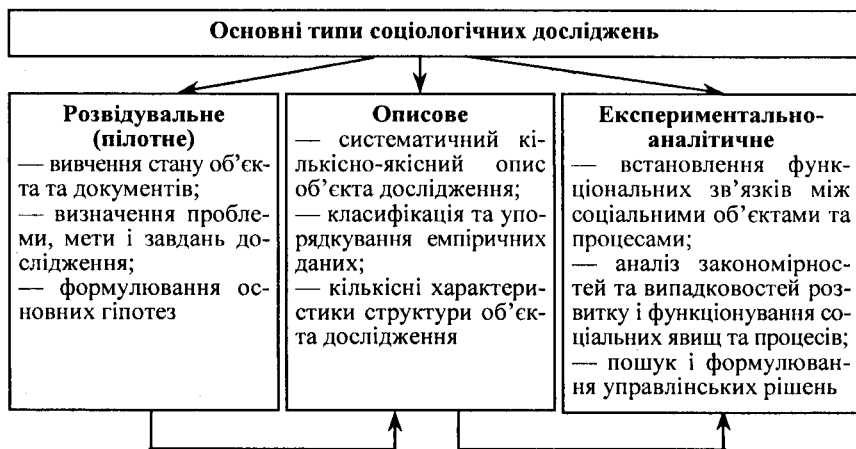 Основні типи соціологічних досліджень
Розвідувальне
(пілотне)
— вивчення стану об’єк-
та та документів;
— визначення пробле-
ми, мети і завдань до-
слідження;
— формулювання ос-
новних гіпотез
Описове
— систематичний кі-
лькісно-якісний опис
об’єкта дослідження;
— класифікація та упо-
рядкування емпіричних
даних;
— кількісні характери-
стики структури об’єк-
та дослідження
Експериментально-
аналітичне
— встановлення функ-
ціональних зв’язків між
соціальними об’єктами та
процесами;
— аналіз закономірнос-
тей та випадковостей роз-
витку і функціонування со-
ціальних явищ та процесів;
— пошук і формулюван-
ня управлінських рішень